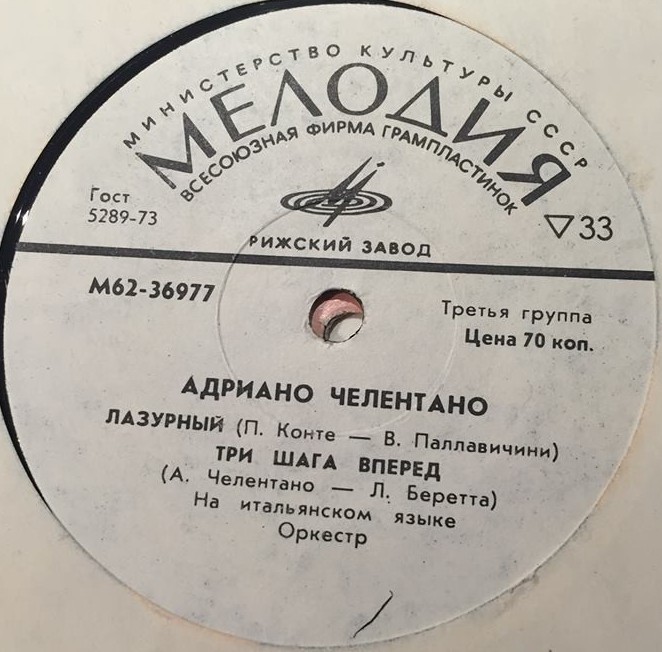 МИНИСТЕРСТВО КУЛЬТУРЫ СССР
МЕЛОДИЯ
ВСЕСОЮЗНАЯ ФИРМА ГРАМПЛАСТИНОК
Гост
5289-73
33
РИЖСКИЙ ЗАВОД
М62-36977
Третья группа
Цена 70 коп.
АДРИАНО ЧЕЛЕНТАНО
ЛАЗУРНЫЙ (П. Конте — В. Паллавичини)
ТРИ ШАГА ВПЕРЕД
(А. Челентано — Л. Беретта)
На итальянском языке
Оркестр